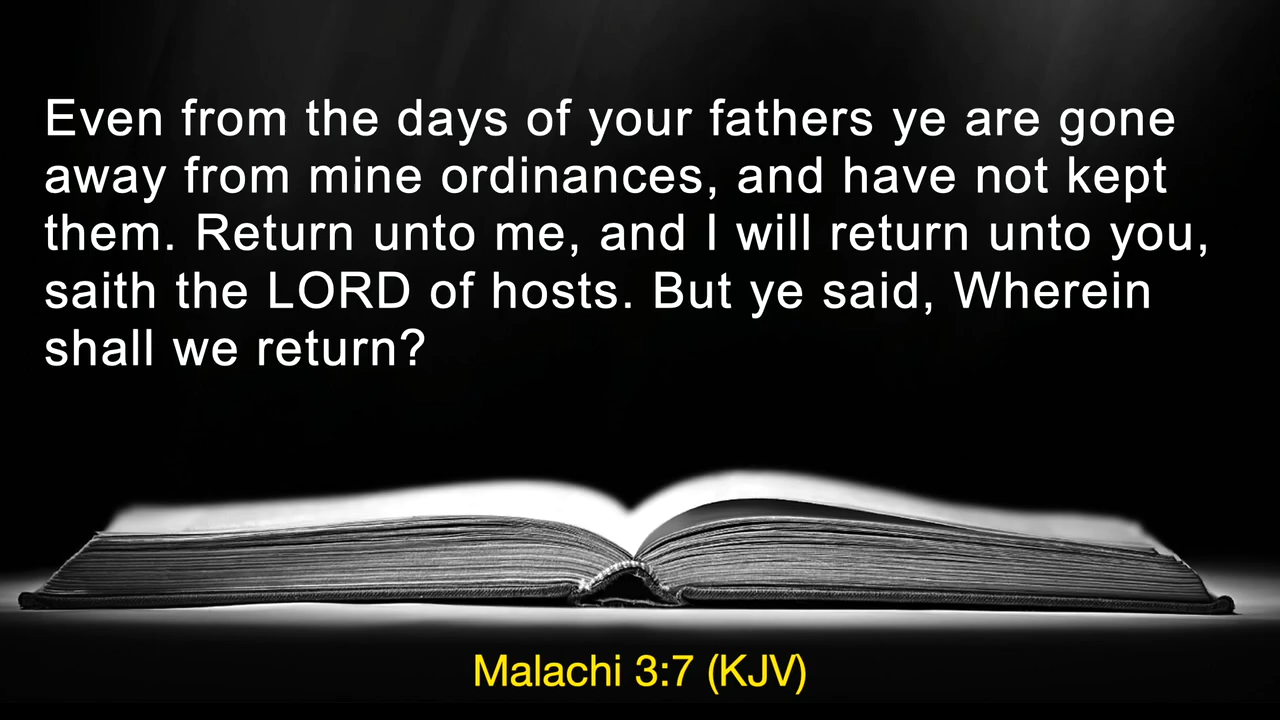 Even from the days of your fathers ye are gone
away from mine ordinances, and have not kept
them. Return unto me, and I will return unto you,
saith the LORD of hosts. But ye said, Wherein
shall we return?
Malachi 3:7 (KJV)